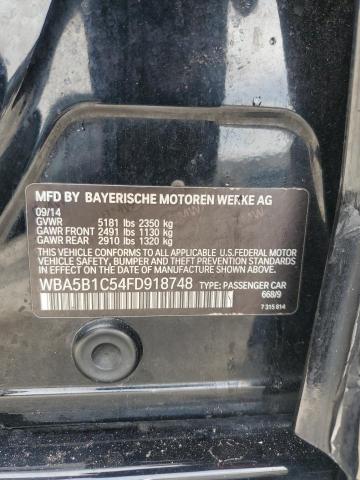 MFD BY BAYERISCHE MOTOREN WERKE AG
09/14
GVWR 5181 lbs 2350 kg
GAWR FRONT 2491 lbs 1130 kg
GAWR REAR 2910 lbs 1320 kg
THIS VEHICLE CONFORMS TO ALL APPLICABLE U.S.FEDERAL MOTOR
VEHICLE SAFETY, BUMPER AND THEFT PREVENTION STANDARDS
IN EFFECT ON THE DATE OF MANUFACTURE SHOWN ABOVE.
WBA5B1C54FD918748 TYPE: PASSENGER CAR
668/9
7 315 814